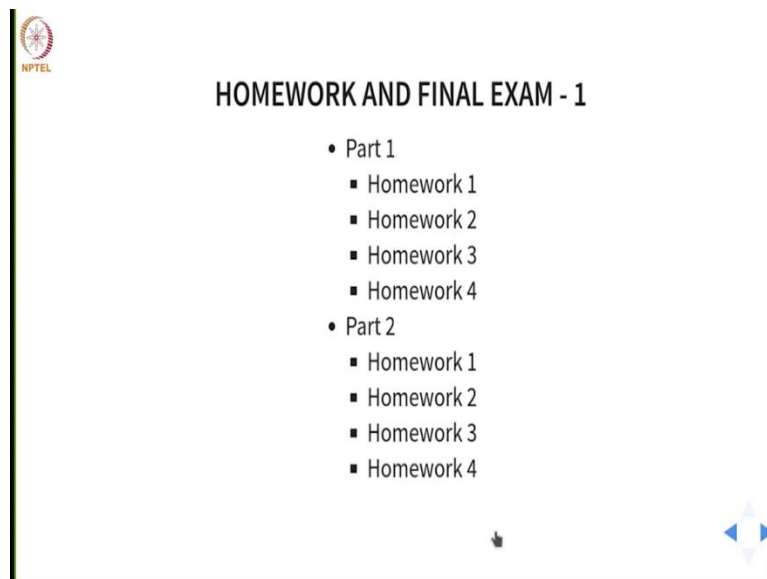 NPTEL
HOMEWORK AND FINAL EXAM - 1
• Part 1
▪ Homework 1
▪ Homework 2
▪ Homework 3
▪ Homework 4
• Part 2
▪ Homework 1
▪ Homework 2
▪ Homework 3
▪ Homework 4